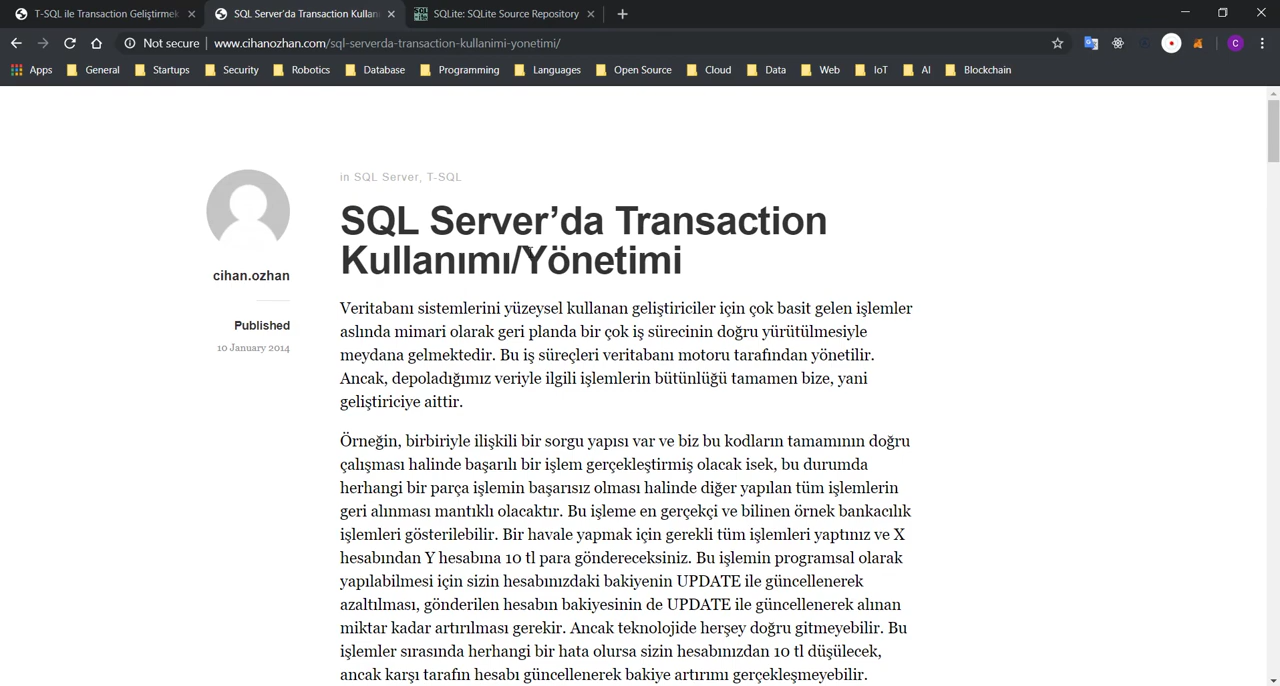 T-SQL ile Transaction Geliştirmek
SQL Server'da Transaction Kullan
SQLite: SQLite Source Repository
Not secure
www.cihanozhan.com/sql-serverda-transaction-kullanimi-yonetimi/
C
Apps
General
Startups
Security
Robotics
Database
Programming
Languages
Open Source
Cloud
Data
Web
IoT
AI
Blockchain
in SQL Server, T-SQL
SQL Server’da Transaction
Kullanımı/Yönetimi
cihan.ozhan
Published
10 January 2014
Veritabanı sistemlerini yüzeysel kullanan geliştiriciler için çok basit gelen işlemler
aslında mimari olarak geri planda bir çok iş sürecinin doğru yürütülmesiyle
meydana gelmektedir. Bu iş süreçleri veritabanı motoru tarafından yönetilir.
Ancak, depoladığımız veriyle ilgili işlemlerin bütünlüğü tamamen bize, yani
geliştiriciye aittir.
Örneğin, birbiriyle ilişkili bir sorgu yapısı var ve biz bu kodların tamamının doğru
çalışması halinde başarılı bir işlem gerçekleştirmiş olacak isek, bu durumda
herhangi bir parça işlemin başarısız olması halinde diğer yapılan tüm işlemlerin
geri alınması mantıklı olacaktır. Bu işleme en gerçekçi ve bilinen örnek bankacılık
işlemleri gösterilebilir. Bir havale yapmak için gerekli tüm işlemleri yaptınız ve X
hesabından Y hesabına 10 tl para göndereceksiniz. Bu işlemin programsal olarak
yapılabilmesi için sizin hesabınızdaki bakiyenin UPDATE ile güncellenerek
azaltılması, gönderilen hesabın bakiyesinin de UPDATE ile güncellenerek alınan
miktar kadar artırılması gerekir. Ancak teknolojide herşey doğru gitmeyebilir. Bu
işlemler sırasında herhangi bir hata olursa sizin hesabınızdan 10 tl düşülecek,
ancak karşı tarafın hesabı güncellenerek bakiye artırımı gerçekleşmeyebilir.